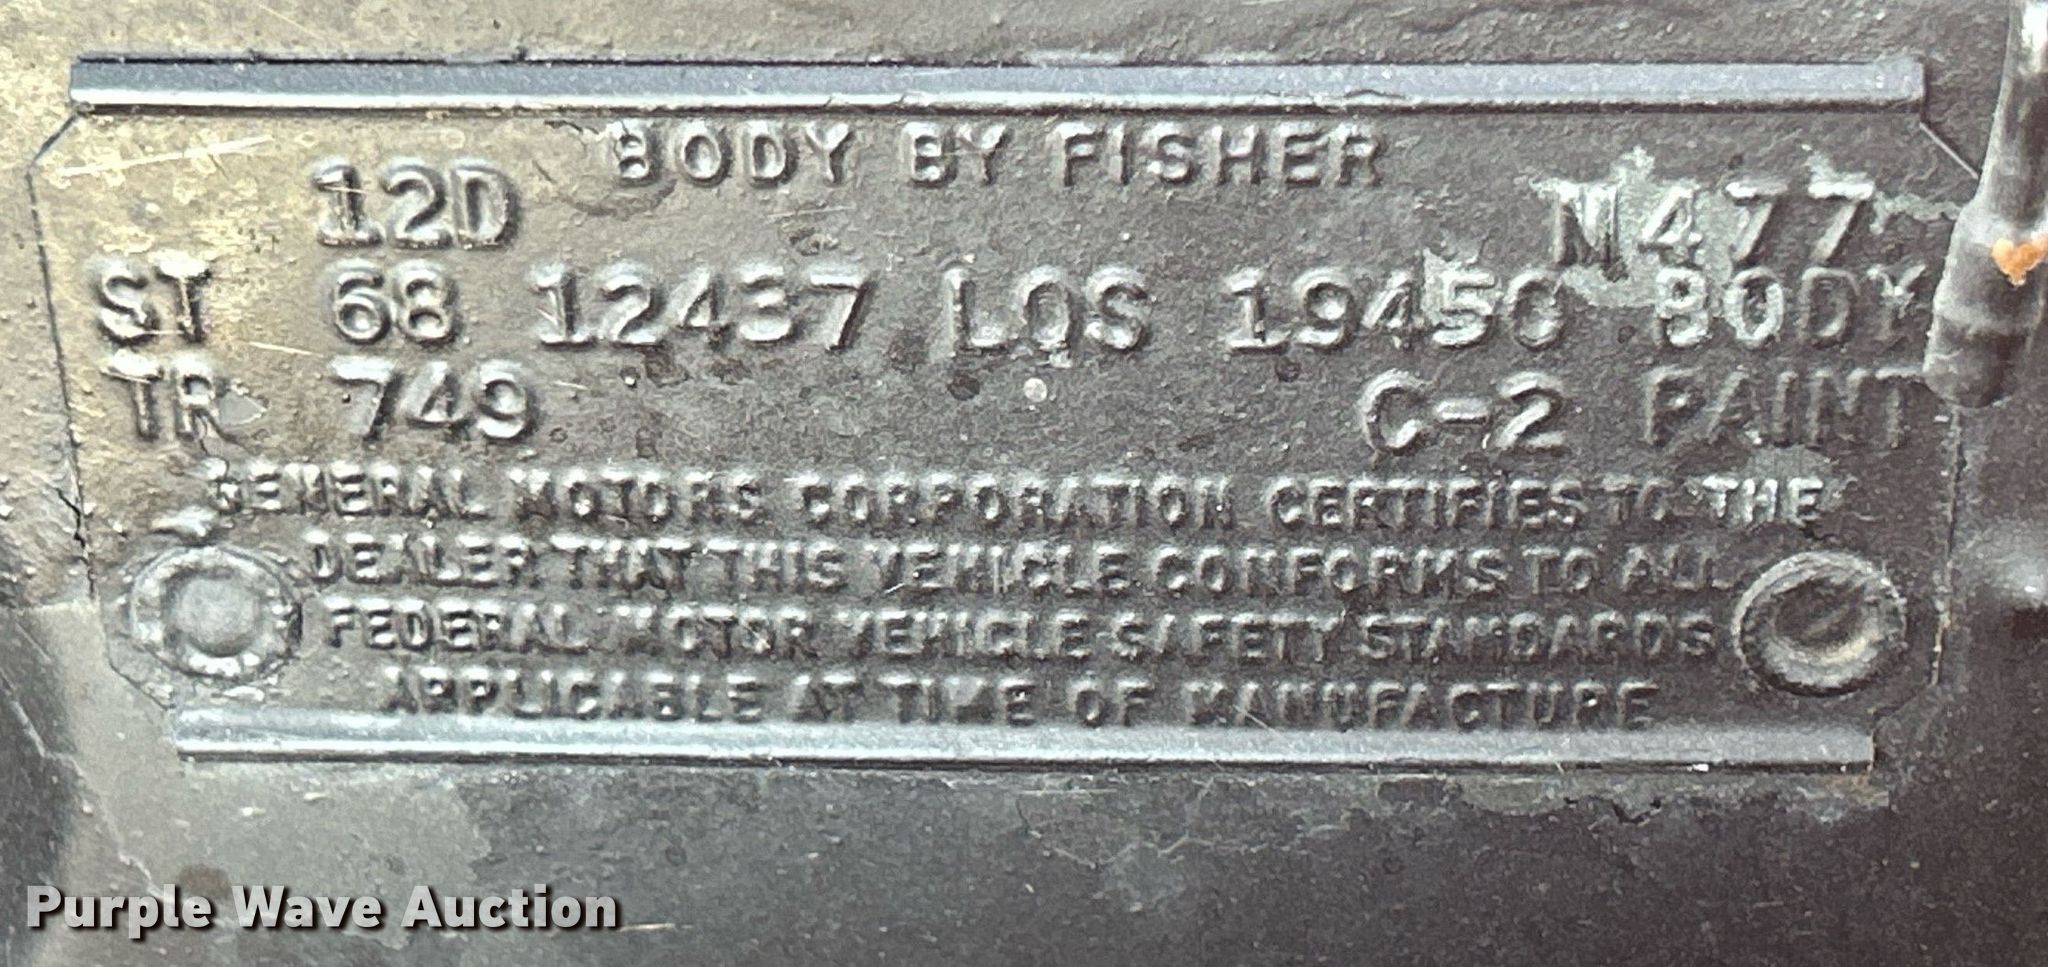 BODY BY FISHER
12D N477
ST 68 12437 LOS 19450 BODY
TR 749 C-2 PAINT
GENERAL MOTORS CORPORATION CERTIFIES TO THE
DEALER THAT THIS VEHICLE CONFORMS TO ALL
FEDERAL MOTOR VEHICLE SAFETY STANDARDS
APPLICABLE AT TIME OF MANUFACTURE
Purple Wave Auction